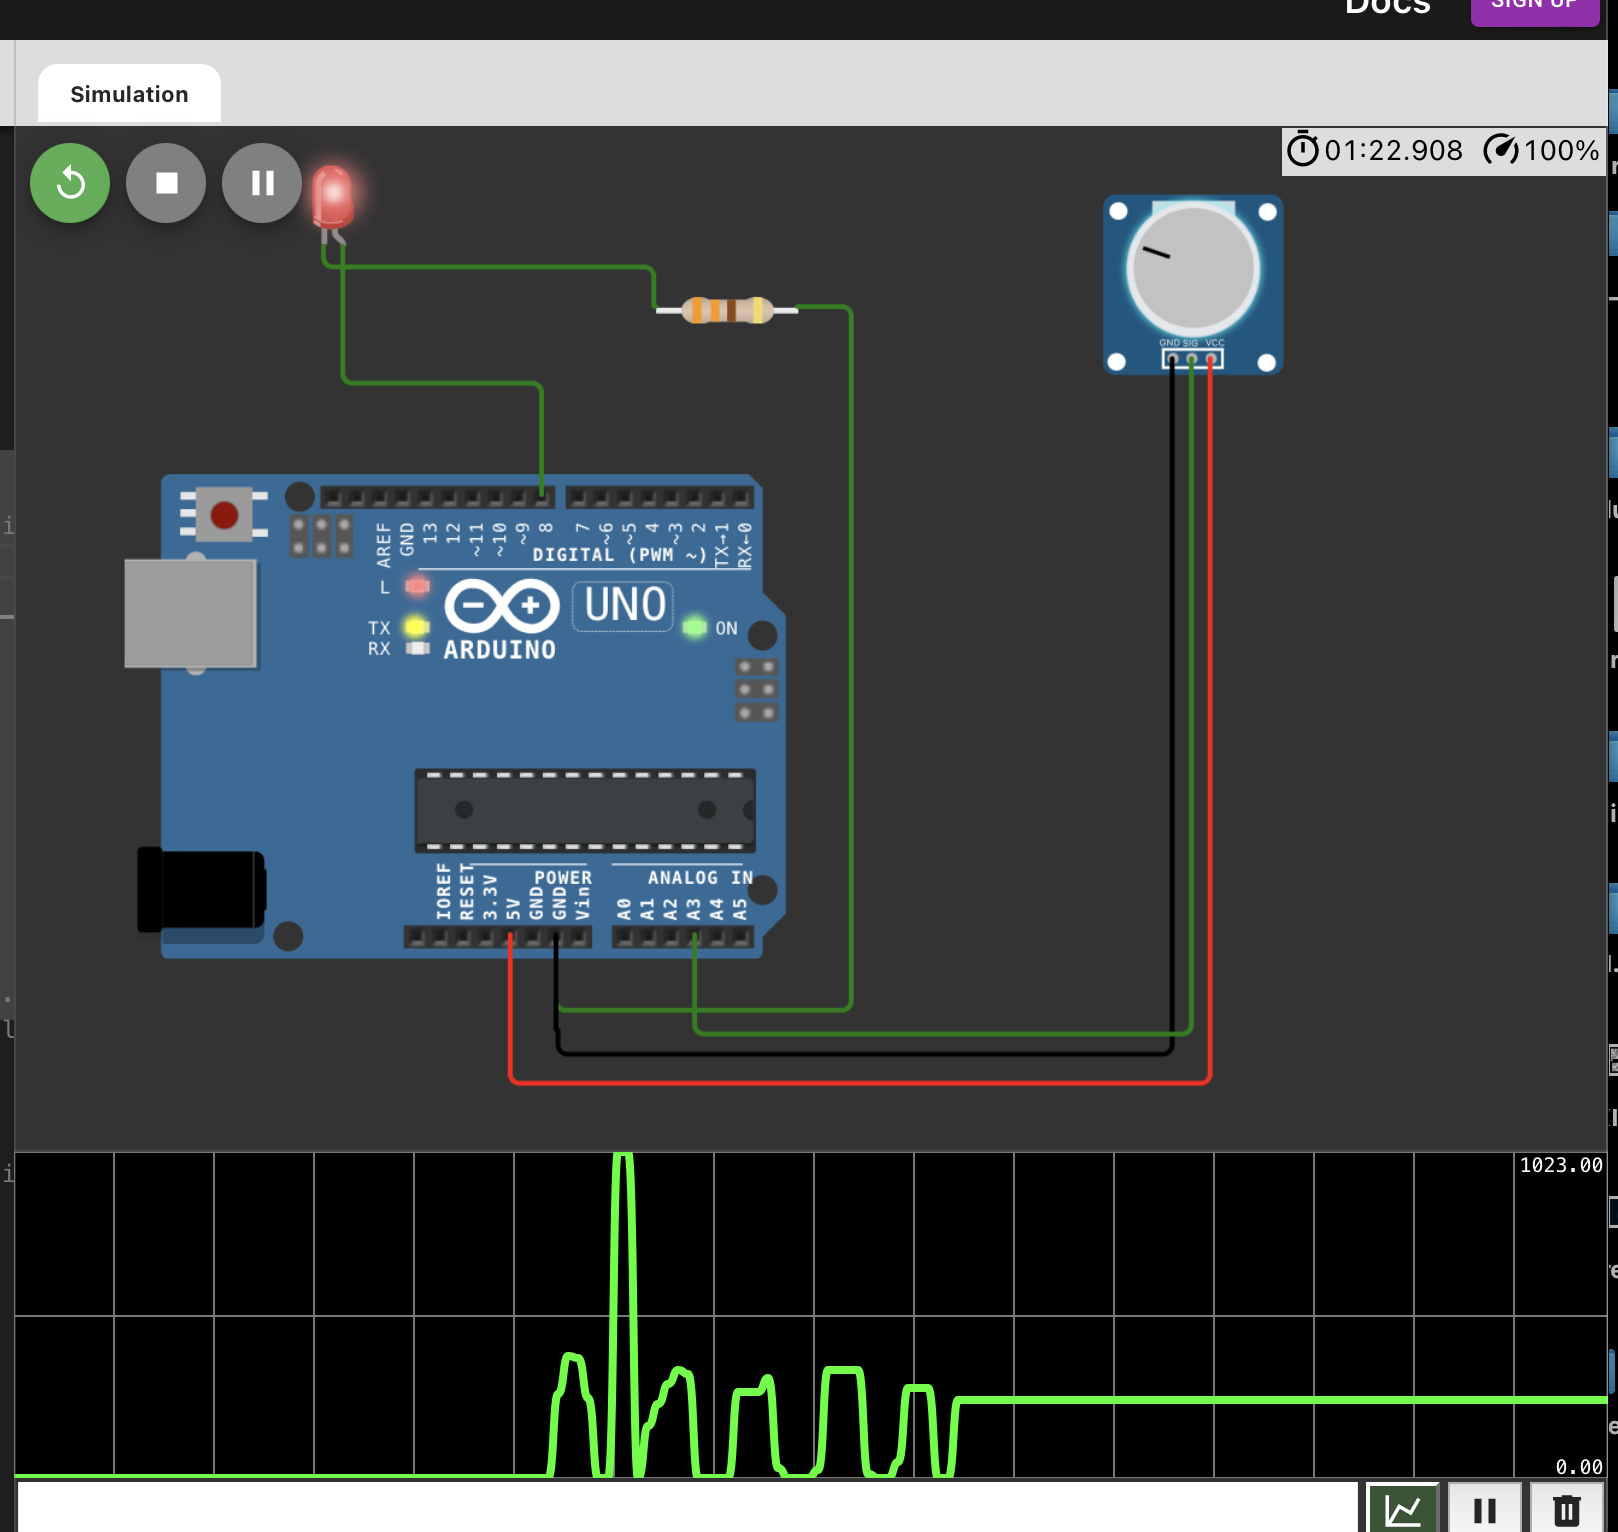 Docs
SIGN UP
Simulation
01:22.908 100%
GND SIG VCC
AREF
GND
13
12
~11
~10
~9
8
7
~6
~5
4
~3
2
TX→1
RX←0
DIGITAL (PWM ~)
L
TX
RX
UNO
ON
ARDUINO
IOREF
RESET
3.3V
5V
GND
GND
Vin
POWER
ANALOG IN
A0
A1
A2
A3
A4
A5
1023.00
0.00